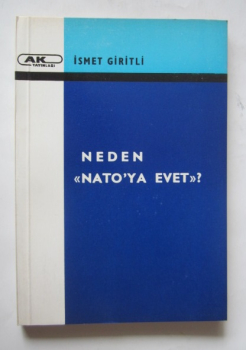 AK
YAYINLARI
İSMET GİRİTLİ
NEDEN
«NATO'YA EVET»?